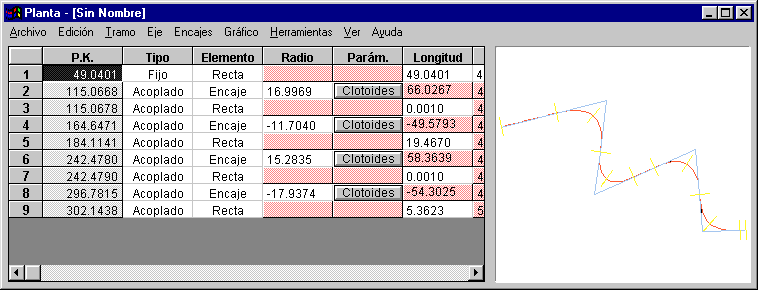 Planta - [Sin Nombre]
Archivo Edición Tramo Eje Encajes Gráfico Herramientas Ver Ayuda
P.K. Tipo Elemento Radio Parám. Longitud
1 49.0401 Fijo Recta 49.0401 4
2 115.0668 Acoplado Encaje 16.9969 Clotoides 66.0267 4
3 115.0678 Acoplado Recta 0.0010 4
4 164.6471 Acoplado Encaje -11.7040 Clotoides -49.5793 4
5 184.1141 Acoplado Recta 19.4670 4
6 242.4780 Acoplado Encaje 15.2835 Clotoides 58.3639 4
7 242.4790 Acoplado Recta 0.0010 4
8 296.7815 Acoplado Encaje -17.9374 Clotoides -54.3025 4
9 302.1438 Acoplado Recta 5.3623 5